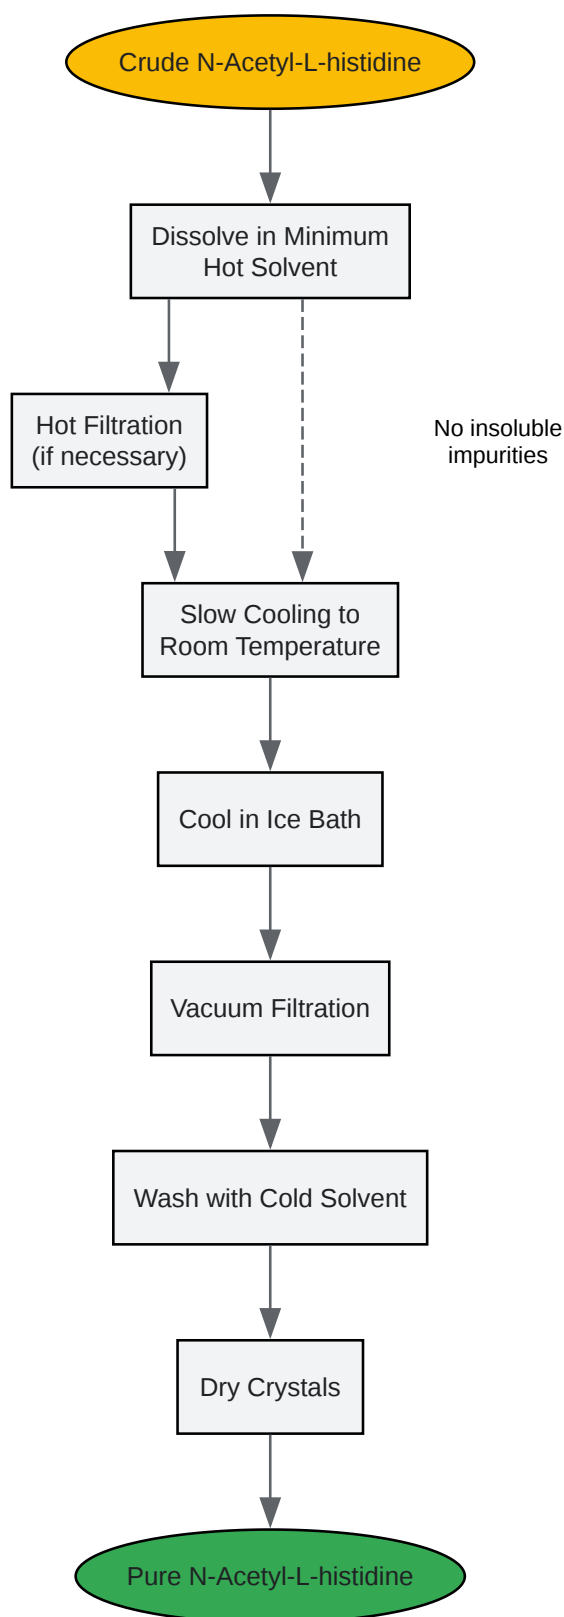 Crude N-Acetyl-L-histidine
Dissolve in Minimum
Hot Solvent
Hot Filtration
(if necessary)
No insoluble
impurities
Slow Cooling to
Room Temperature
Cool in Ice Bath
Vacuum Filtration
Wash with Cold Solvent
Dry Crystals
Pure N-Acetyl-L-histidine